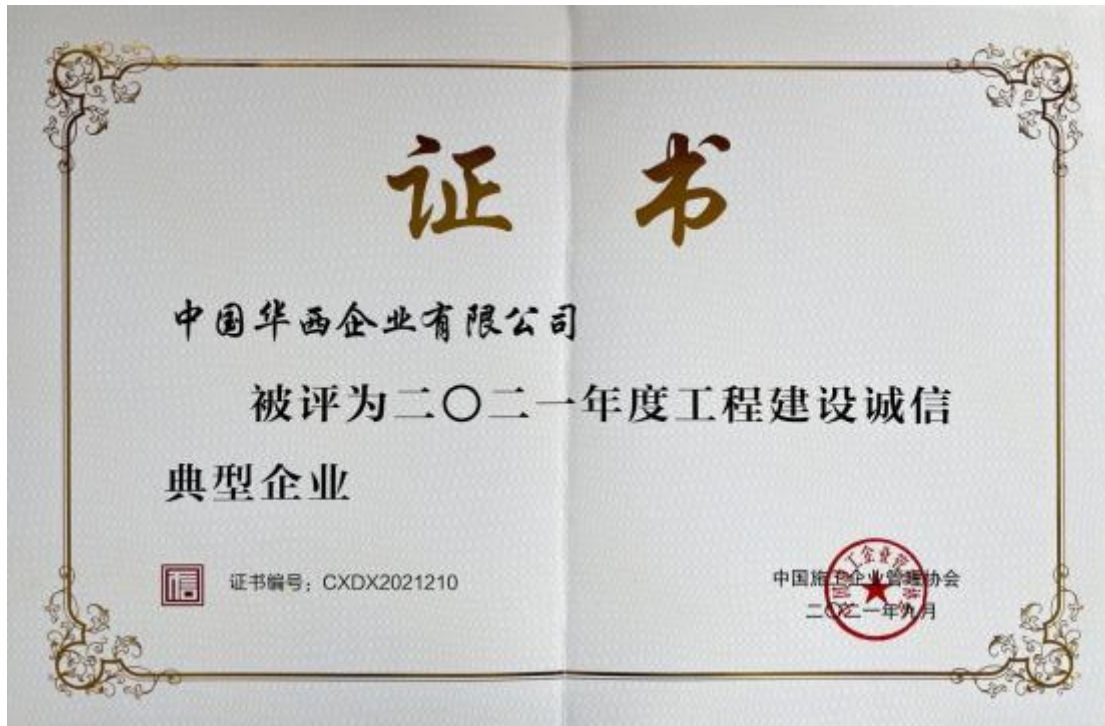 证书
中国华西企业有限公司
被评为二〇二一年度工程建设诚信
典型企业
信
证书编号：CXDX2021210
中国施工企业管理协会
二〇二一年九月